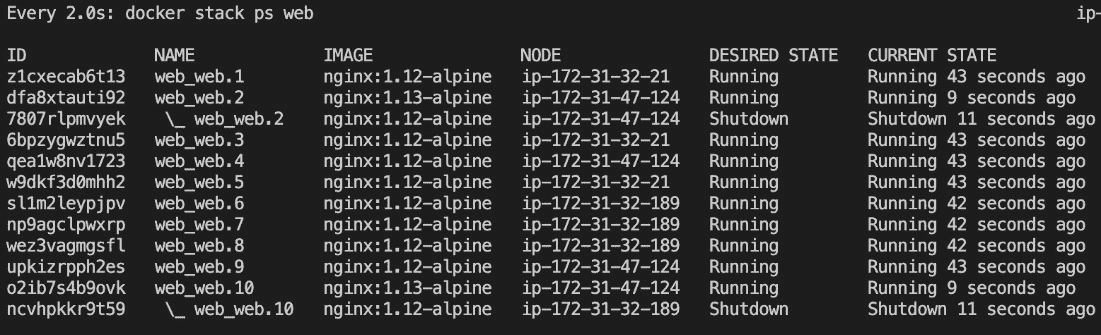 Every 2.0s: docker stack ps web ip-
ID NAME IMAGE NODE DESIRED STATE CURRENT STATE
z1cxecab6t13 web_web.1 nginx:1.12-alpine ip-172-31-32-21 Running Running 43 seconds ago
dfa8xtauti92 web_web.2 nginx:1.13-alpine ip-172-31-47-124 Running Running 9 seconds ago
7807rlpmvyek \_ web_web.2 nginx:1.12-alpine ip-172-31-47-124 Shutdown Shutdown 11 seconds ago
6bpzygwztnu5 web_web.3 nginx:1.12-alpine ip-172-31-32-21 Running Running 43 seconds ago
qea1w8nv1723 web_web.4 nginx:1.12-alpine ip-172-31-47-124 Running Running 43 seconds ago
w9dkf3d0mhh2 web_web.5 nginx:1.12-alpine ip-172-31-32-21 Running Running 43 seconds ago
sl1m2leypjpv web_web.6 nginx:1.12-alpine ip-172-31-32-189 Running Running 42 seconds ago
np9agclpwxrp web_web.7 nginx:1.12-alpine ip-172-31-32-189 Running Running 42 seconds ago
wez3vagmgsfl web_web.8 nginx:1.12-alpine ip-172-31-32-189 Running Running 42 seconds ago
upkizrpph2es web_web.9 nginx:1.12-alpine ip-172-31-47-124 Running Running 43 seconds ago
o2ib7s4b9ovk web_web.10 nginx:1.13-alpine ip-172-31-47-124 Running Running 9 seconds ago
ncvhpkkr9t59 \_ web_web.10 nginx:1.12-alpine ip-172-31-32-189 Shutdown Shutdown 11 seconds ago